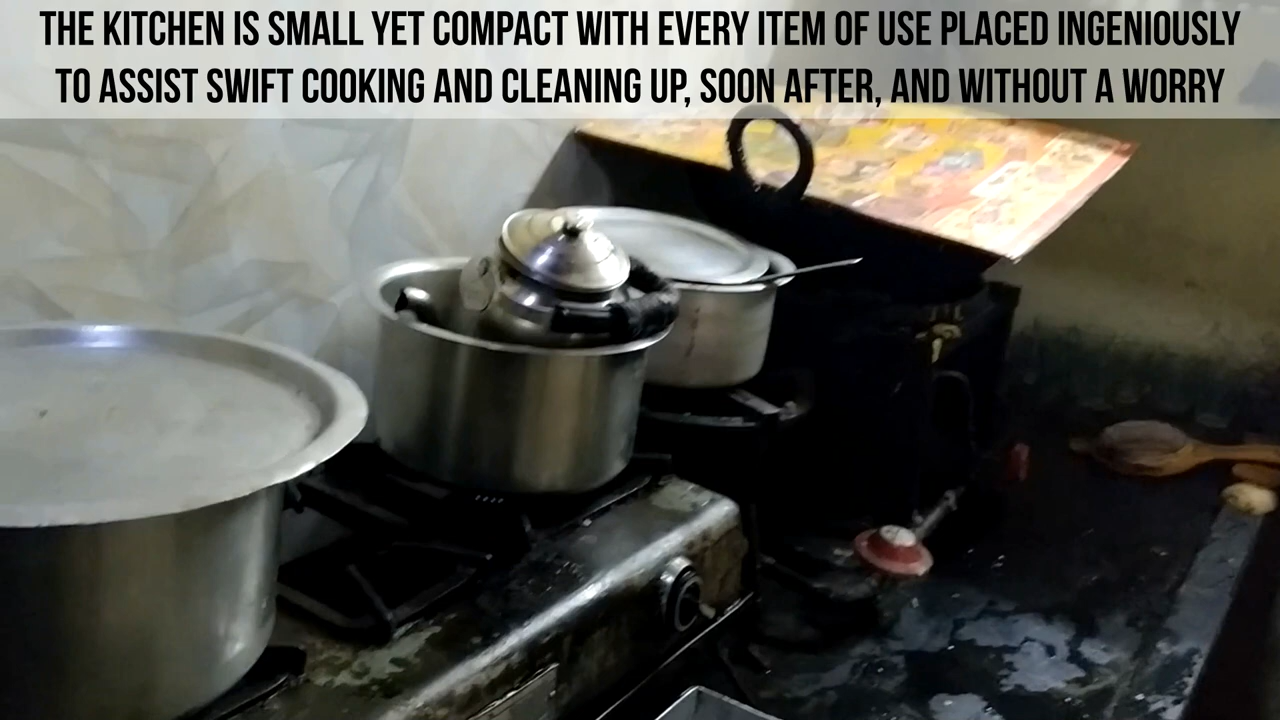 THE KITCHEN IS SMALL YET COMPACT WITH EVERY ITEM OF USE PLACED INGENIOUSLY
TO ASSIST SWIFT COOKING AND CLEANING UP, SOON AFTER, AND WITHOUT A WORRY